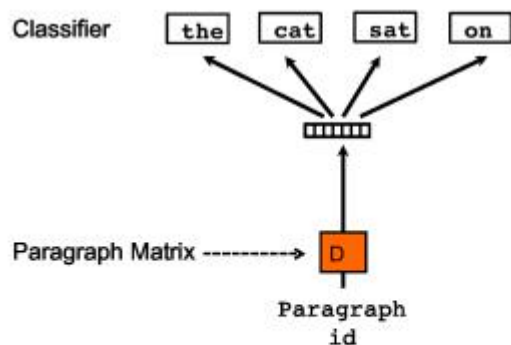 Classifier the cat sat on
Paragraph Matrix D
Paragraph
id